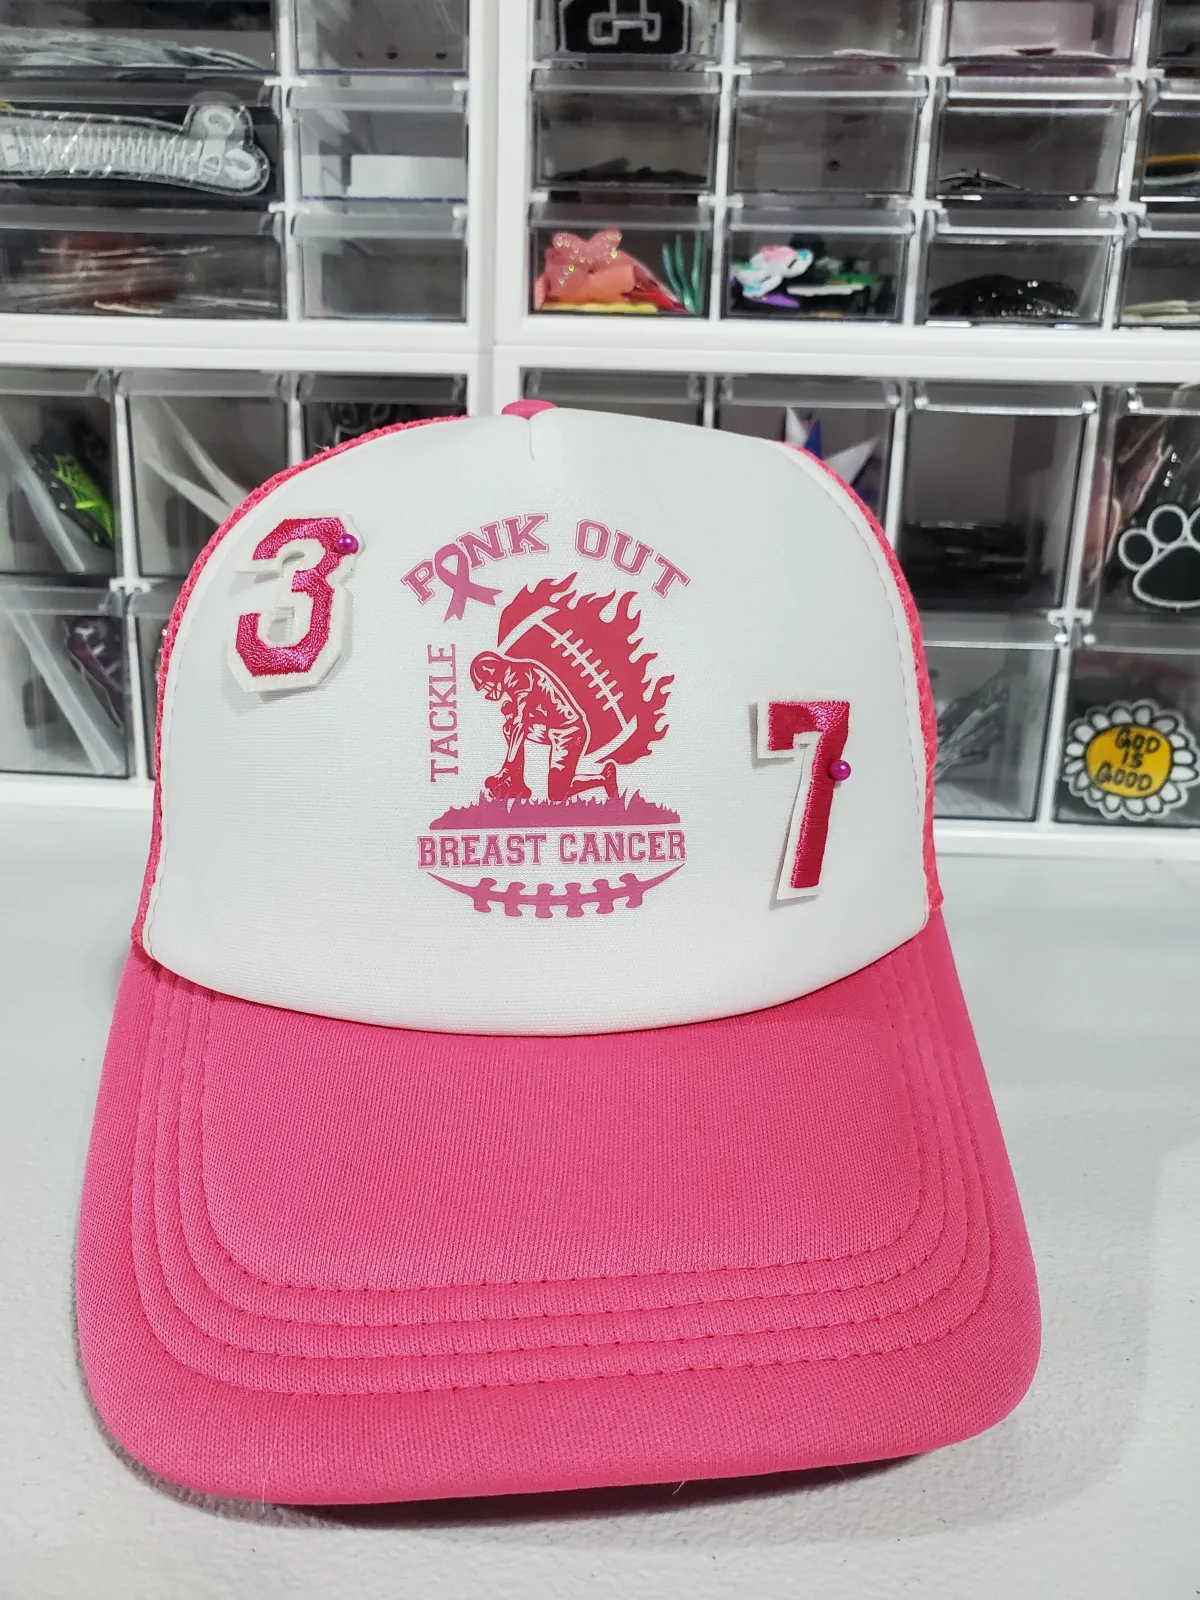 3
PINK OUT
TACKLE
BREAST CANCER
7
GOD
IS
GOOD